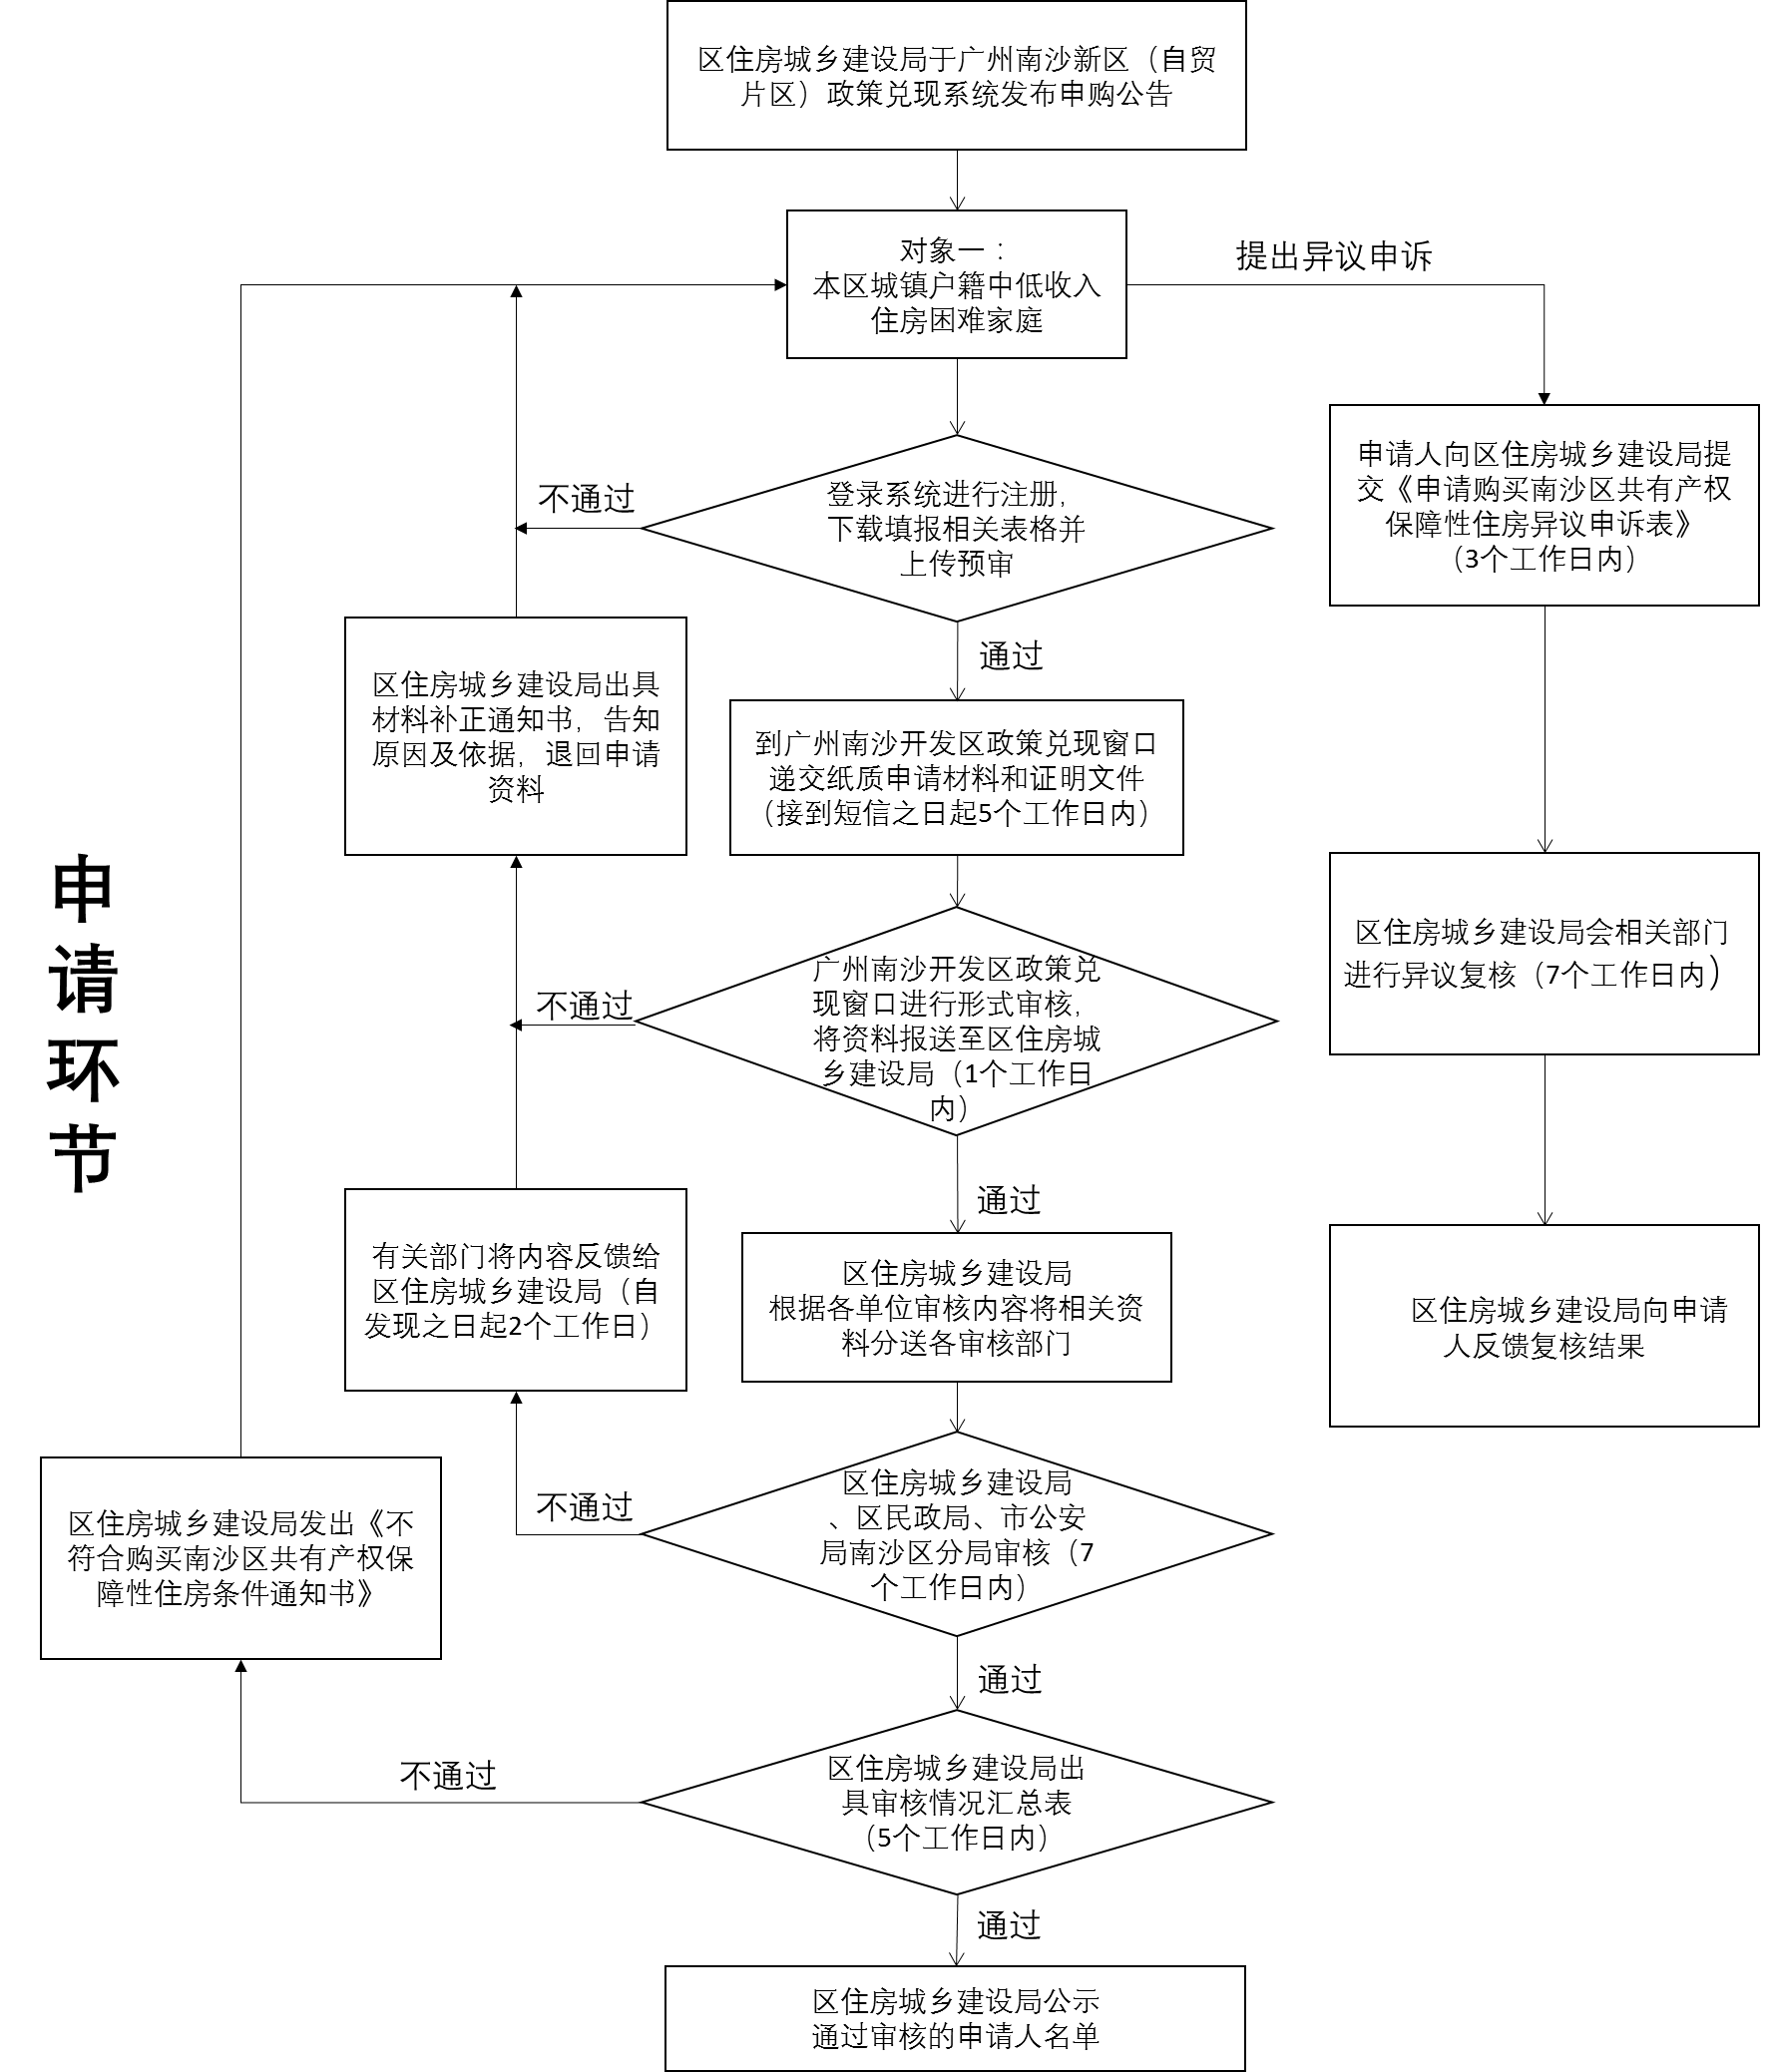 区住房城乡建设局于广州南沙新区（自贸
片区）政策兑现系统发布申购公告
对象一：
本区城镇户籍中低收入
住房困难家庭
提出异议申诉
申请人向区住房城乡建设局提
交《申请购买南沙区共有产权
保障性住房异议申诉表》
（3个工作日内）
不通过
登录系统进行注册，
下载填报相关表格并
上传预审
通过
区住房城乡建设局出具
材料补正通知书，告知
原因及依据，退回申请
资料
到广州南沙开发区政策兑现窗口
递交纸质申请材料和证明文件
（接到短信之日起5个工作日内）
申
请
环
节
区住房城乡建设局会相关部门
进行异议复核（7个工作日内）
不通过
广州南沙开发区政策兑
现窗口进行形式审核，
将资料报送至区住房城
乡建设局（1个工作日
内）
通过
有关部门将内容反馈给
区住房城乡建设局（自
发现之日起2个工作日）
区住房城乡建设局
根据各单位审核内容将相关资
料分送各审核部门
区住房城乡建设局向申请
人反馈复核结果
不通过
区住房城乡建设局
、区民政局、市公安
局南沙区分局审核（7
个工作日内）
区住房城乡建设局发出《不
符合购买南沙区共有产权保
障性住房条件通知书》
通过
不通过
区住房城乡建设局出
具审核情况汇总表
（5个工作日内）
通过
区住房城乡建设局公示
通过审核的申请人名单